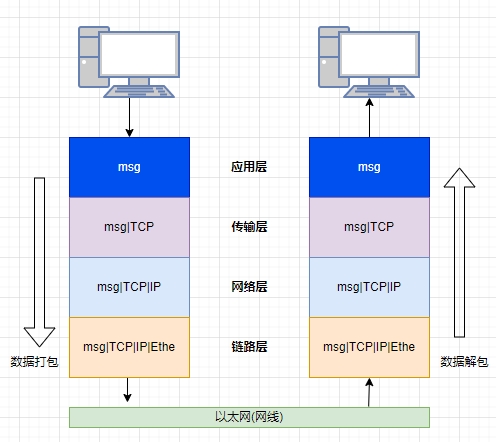 msg
应用层
msg
msg|TCP
传输层
msg|TCP
msg|TCP|IP
网络层
msg|TCP|IP
msg|TCP|IP|Ethe
链路层
msg|TCP|IP|Ethe
数据打包
数据解包
以太网(网线)